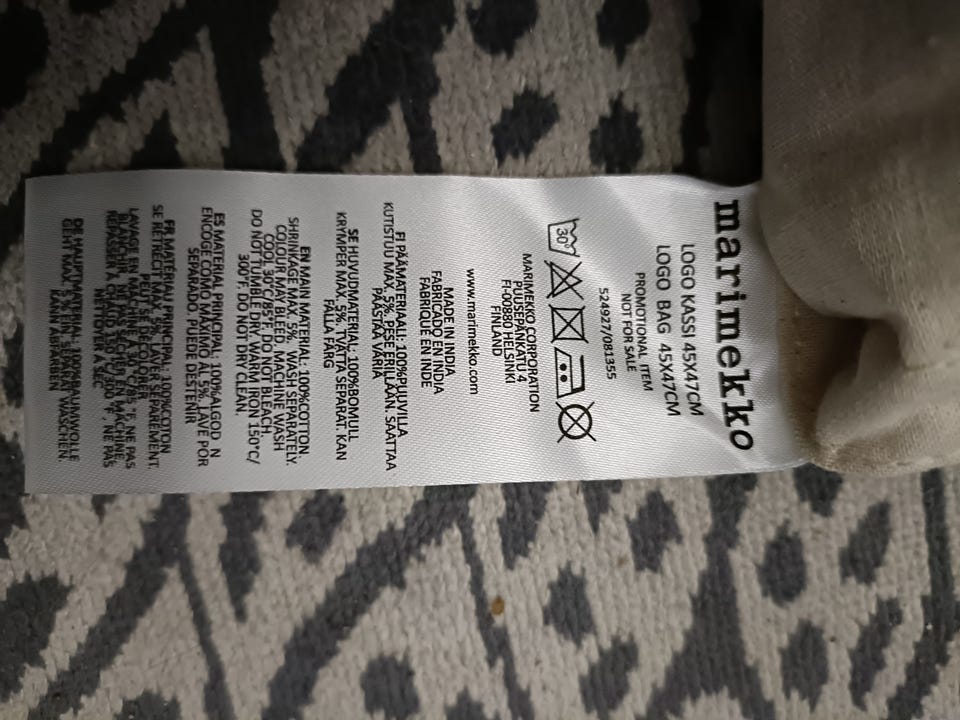 marimekko
LOGO KASSI 45X47CM
LOGO BAG 45X47CM
PROMOTIONAL ITEM
NOT FOR SALE
524927/081355
30°
MARIMEKKO CORPORATION
PUUSEPÄNKATU 4
FI-00880 HELSINKI
FINLAND
www.marimekko.com
MADE IN INDIA
FABRICADO EN INDIA
FABRIQUÉ EN INDE
FI PÄÄMATERIAALI: 100%PUUVILLA
KUTISTUU MAX. 5%. PESE ERILLÄÄN. SAATTAA
PÄÄSTÄÄ VÄRIÄ
SE HUVUDMATERIAL: 100%BOMULL
KRYMPER MAX. 5%. TVÄTTA SEPARAT. KAN
FÄLLA FÄRG
EN MAIN MATERIAL: 100%COTTON
SHRINKAGE MAX. 5%. WASH SEPARATELY.
COLOUR MAY BLEED. MACHINE WASH
COOL 30°C/85°F. DO NOT BLEACH.
DO NOT TUMBLE DRY. WARM IRON 150°C/
300°F. DO NOT DRY CLEAN.
ES MATERIAL PRINCIPAL: 100%ALGOD N
ENCOGE COMO MÁXIMO AL 5%. LAVE POR
SEPARADO. PUEDE DESTENIR
FR MATÉRIAU PRINCIPAL: 100%COTON
SE RÉTRÉCIT MAX. 5%. LAVER SÉPARÉMENT.
PEUT SE DÉCOLORER
LAVAGE EN MACHINE À 30°C/85 °F. NE PAS
BLANCHIR. NE PAS SÉCHER EN MACHINE.
REPASSER À CHAUD 150 °C/300 °F. NE PAS
NETTOYER À SEC
DE HAUPTMATERIAL: 100%BAUMWOLLE
GEHT MAX. 5% EIN. SEPARAT WASCHEN.
KANN ABFÄRBEN